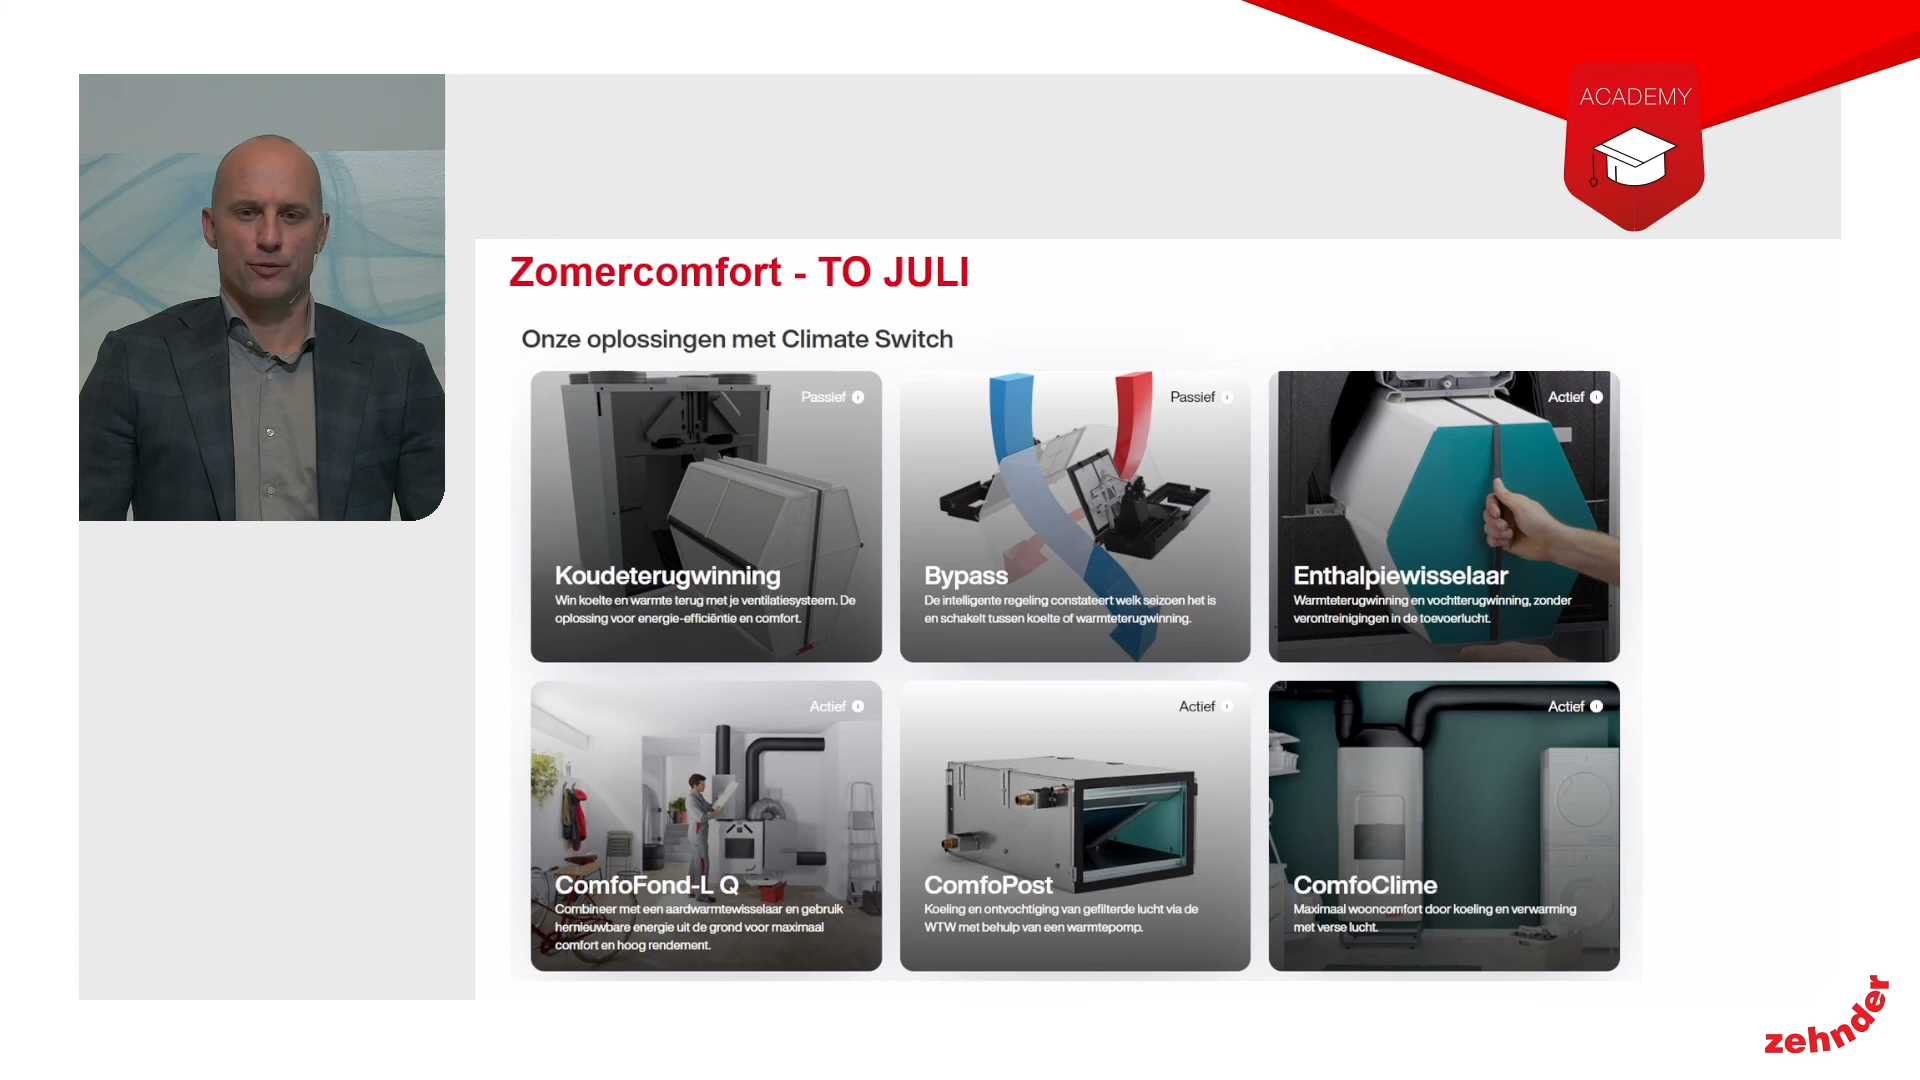 ACADEMY
Zomercomfort - TO JULI
Onze oplossingen met Climate Switch
Passief
Koudeterugwinning
Win koelte en warmte terug met je ventilatiesysteem. De
oplossing voor energie-efficiëntie en comfort.
Passief
Bypass
De intelligente regeling constateert welk seizoen het is
en schakelt tussen koelte of warmteterugwinning.
Actief
Enthalpiewisselaar
Warmteterugwinning en vochtterugwinning, zonder
verontreinigingen in de toevoerlucht.
Actief
ComfoFond-L Q
Combineer met een aardwarmtewisselaar en gebruik
hernieuwbare energie uit de grond voor maximaal
comfort en hoog rendement.
Actief
ComfoPost
Koeling en ontvochtiging van gefilterde lucht via de
WTW met behulp van een warmtepomp.
Actief
ComfoClime
Maximaal wooncomfort door koeling en verwarming
met verse lucht.
zehnder